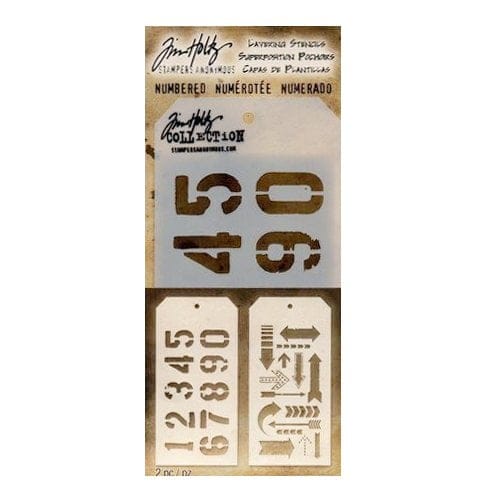 Tim Holtz
STAMPERS ANONYMOUS
LAYERING STENCILS
SUPERPOSITION POCHOIRS
CAPAS DE PLANTILLAS
NUMBERED NUMÉROTÉE NUMERADO
Tim Holtz
COLLECTION
STAMPERSANONYMOUS.COM
45
90
12345
67890
2 pc / pz